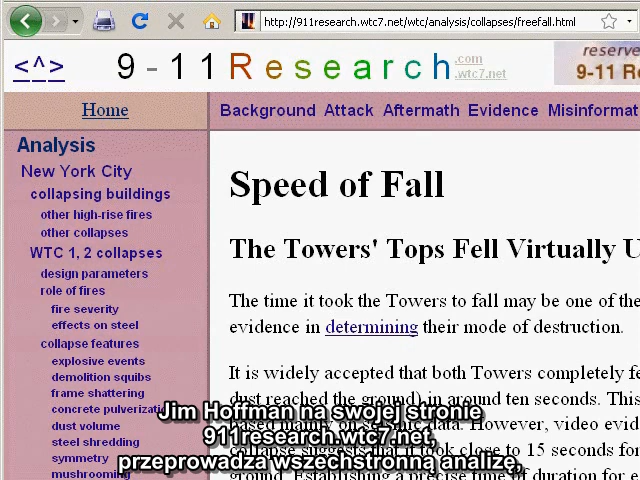 http://911research.wtc7.net/wtc/analysis/collapses/freefall.html
<^> 9-11 Research .com .wtc7.net
reserve
9-11 R
Home Background Attack Aftermath Evidence Misinformat
Analysis
New York City
collapsing buildings
other high-rise fires
other collapses
WTC 1, 2 collapses
design parameters
role of fires
fire severity
effects on steel
collapse features
explosive events
demolition squibs
frame shattering
concrete pulverizati
dust volume
steel shredding
symmetry
mushrooming
Speed of Fall
The Towers' Tops Fell Virtually U
The time it took the Towers to fall may be one of the
evidence in determining their mode of destruction.
It is widely accepted that both Towers completely fe
dust reached the ground) in around ten seconds. This
based mainly on seismic data. However, video evid
collapse suggests that it took close to 15 seconds for
ground. Establishing a precise time of duration for e
Jim Hoffman na swojej stronie
911research.wtc7.net,
przeprowadza wszechstronną analizę,